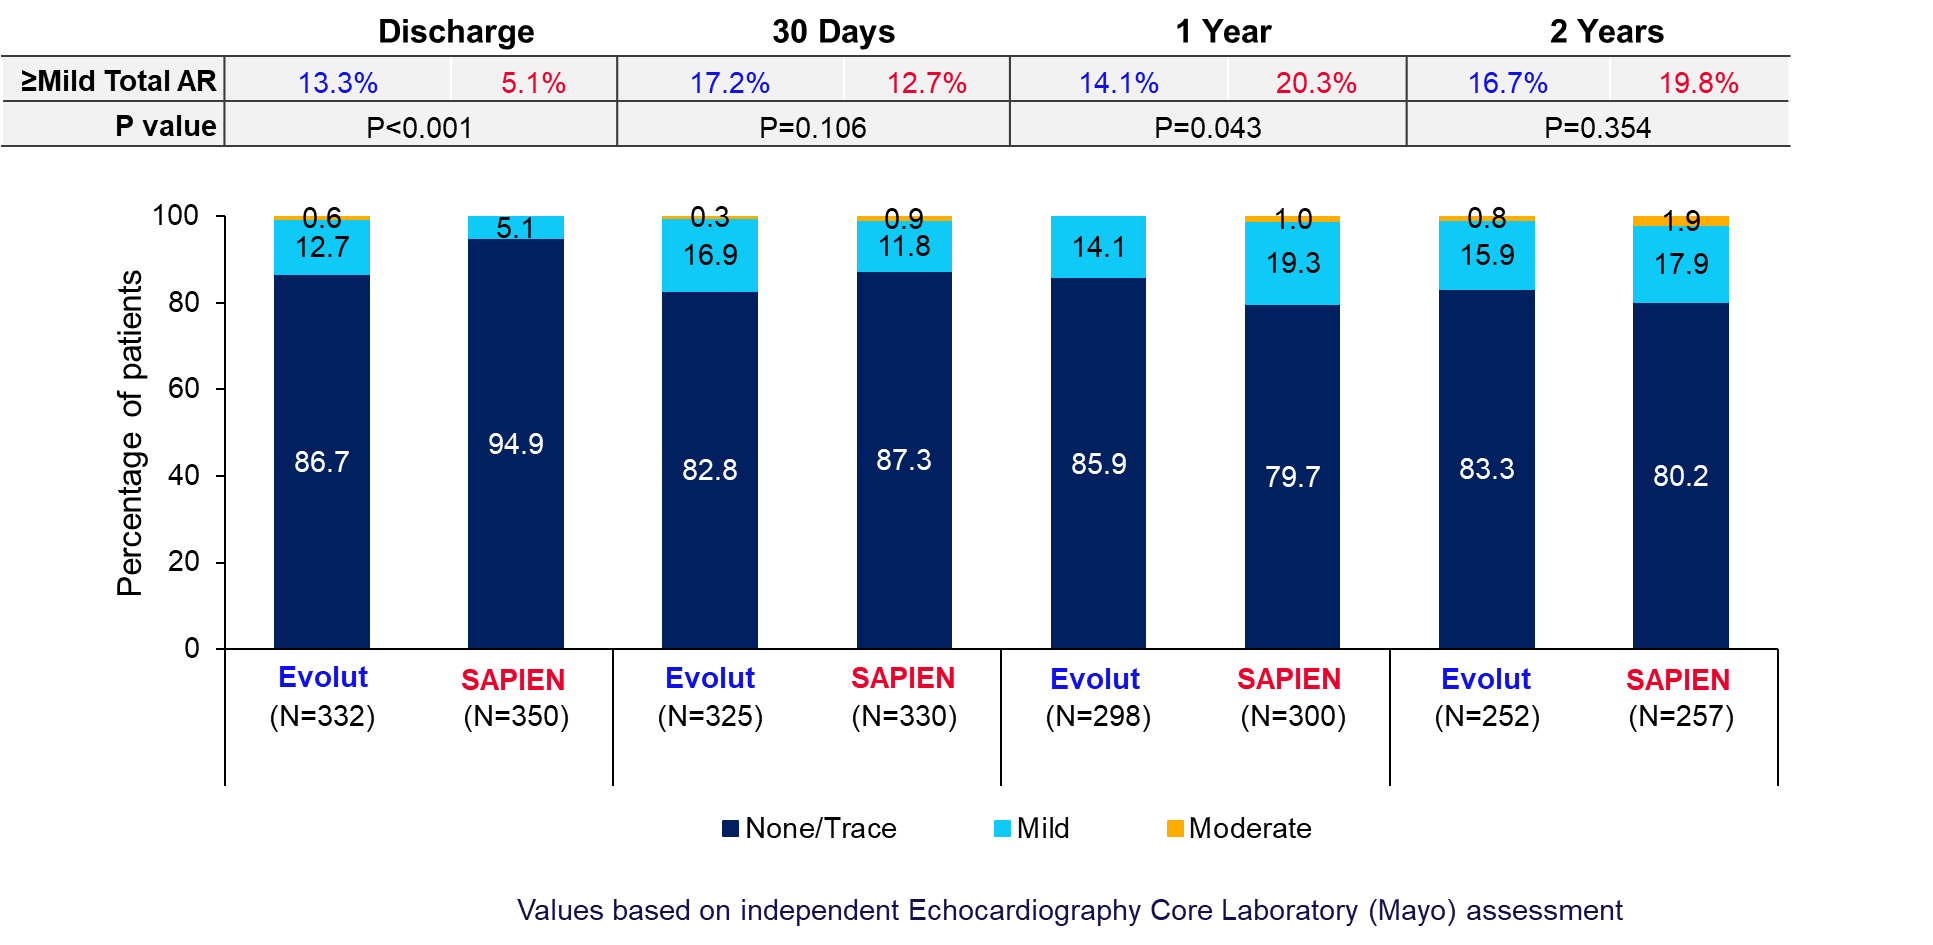 Discharge 30 Days 1 Year 2 Years
≥Mild Total AR 13.3% 5.1% 17.2% 12.7% 14.1% 20.3% 16.7% 19.8%
P value P<0.001 P=0.106 P=0.043 P=0.354
Percentage of patients
100
80
60
40
20
0
0.6 0.3 0.9 1.0 0.8 1.9
12.7 5.1 16.9 11.8 14.1 19.3 15.9 17.9
86.7 94.9 82.8 87.3 85.9 79.7 83.3 80.2
Evolut SAPIEN Evolut SAPIEN Evolut SAPIEN Evolut SAPIEN
(N=332) (N=350) (N=325) (N=330) (N=298) (N=300) (N=252) (N=257)
None/Trace Mild Moderate
Values based on independent Echocardiography Core Laboratory (Mayo) assessment